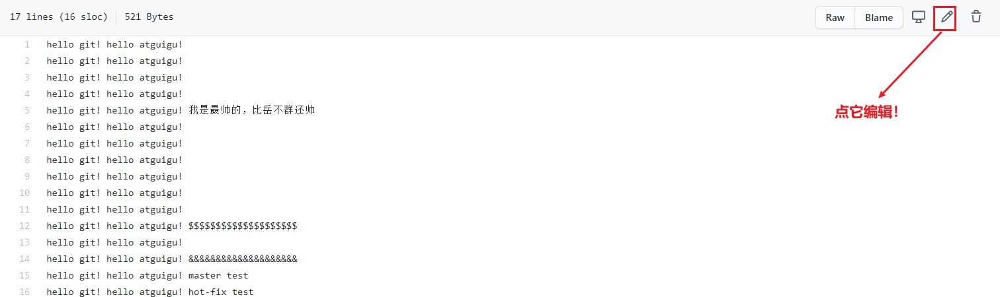 17 lines (16 sloc) 521 Bytes Raw Blame
1 hello git! hello atguigu!
2 hello git! hello atguigu!
3 hello git! hello atguigu!
4 hello git! hello atguigu!
5 hello git! hello atguigu! 我是最帅的，比岳不群还帅
6 hello git! hello atguigu!
7 hello git! hello atguigu!
8 hello git! hello atguigu!
9 hello git! hello atguigu!
10 hello git! hello atguigu!
11 hello git! hello atguigu!
12 hello git! hello atguigu! $$$$$$$$$$$$$$$$$$$$
13 hello git! hello atguigu!
14 hello git! hello atguigu! &&&&&&&&&&&&&&&&&&&&
15 hello git! hello atguigu! master test
16 hello git! hello atguigu! hot-fix test
点它编辑！